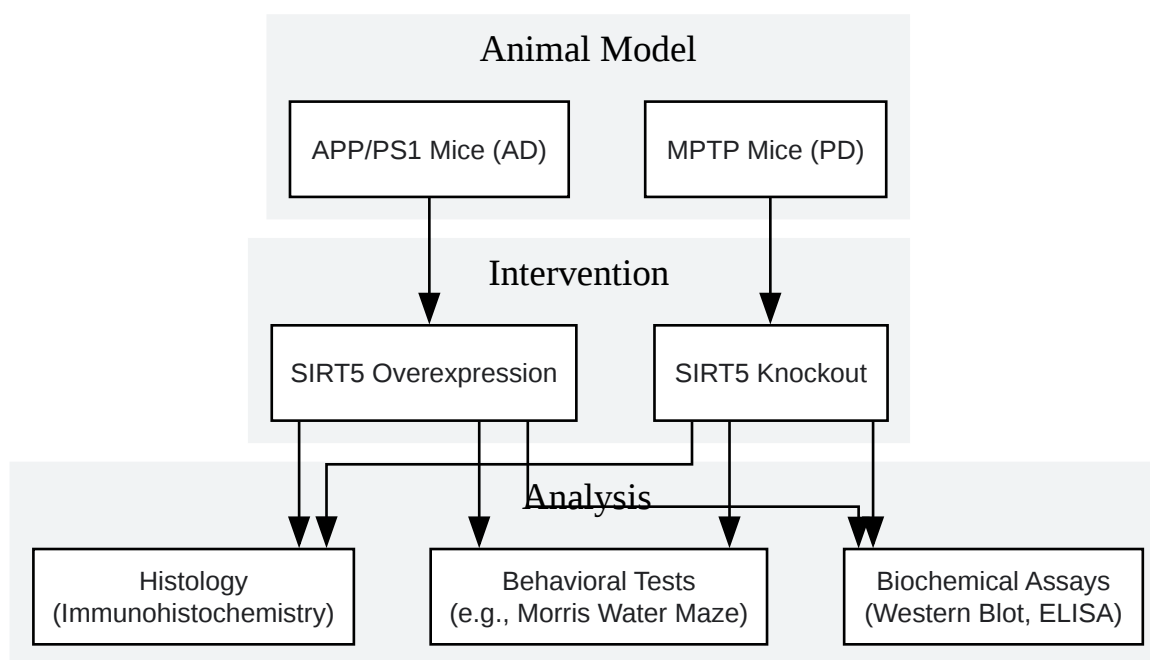 Animal Model
APP/PS1 Mice (AD)
MPTP Mice (PD)
Intervention
SIRT5 Overexpression
SIRT5 Knockout
Analysis
Histology
(Immunohistochemistry)
Behavioral Tests
(e.g., Morris Water Maze)
Biochemical Assays
(Western Blot, ELISA)